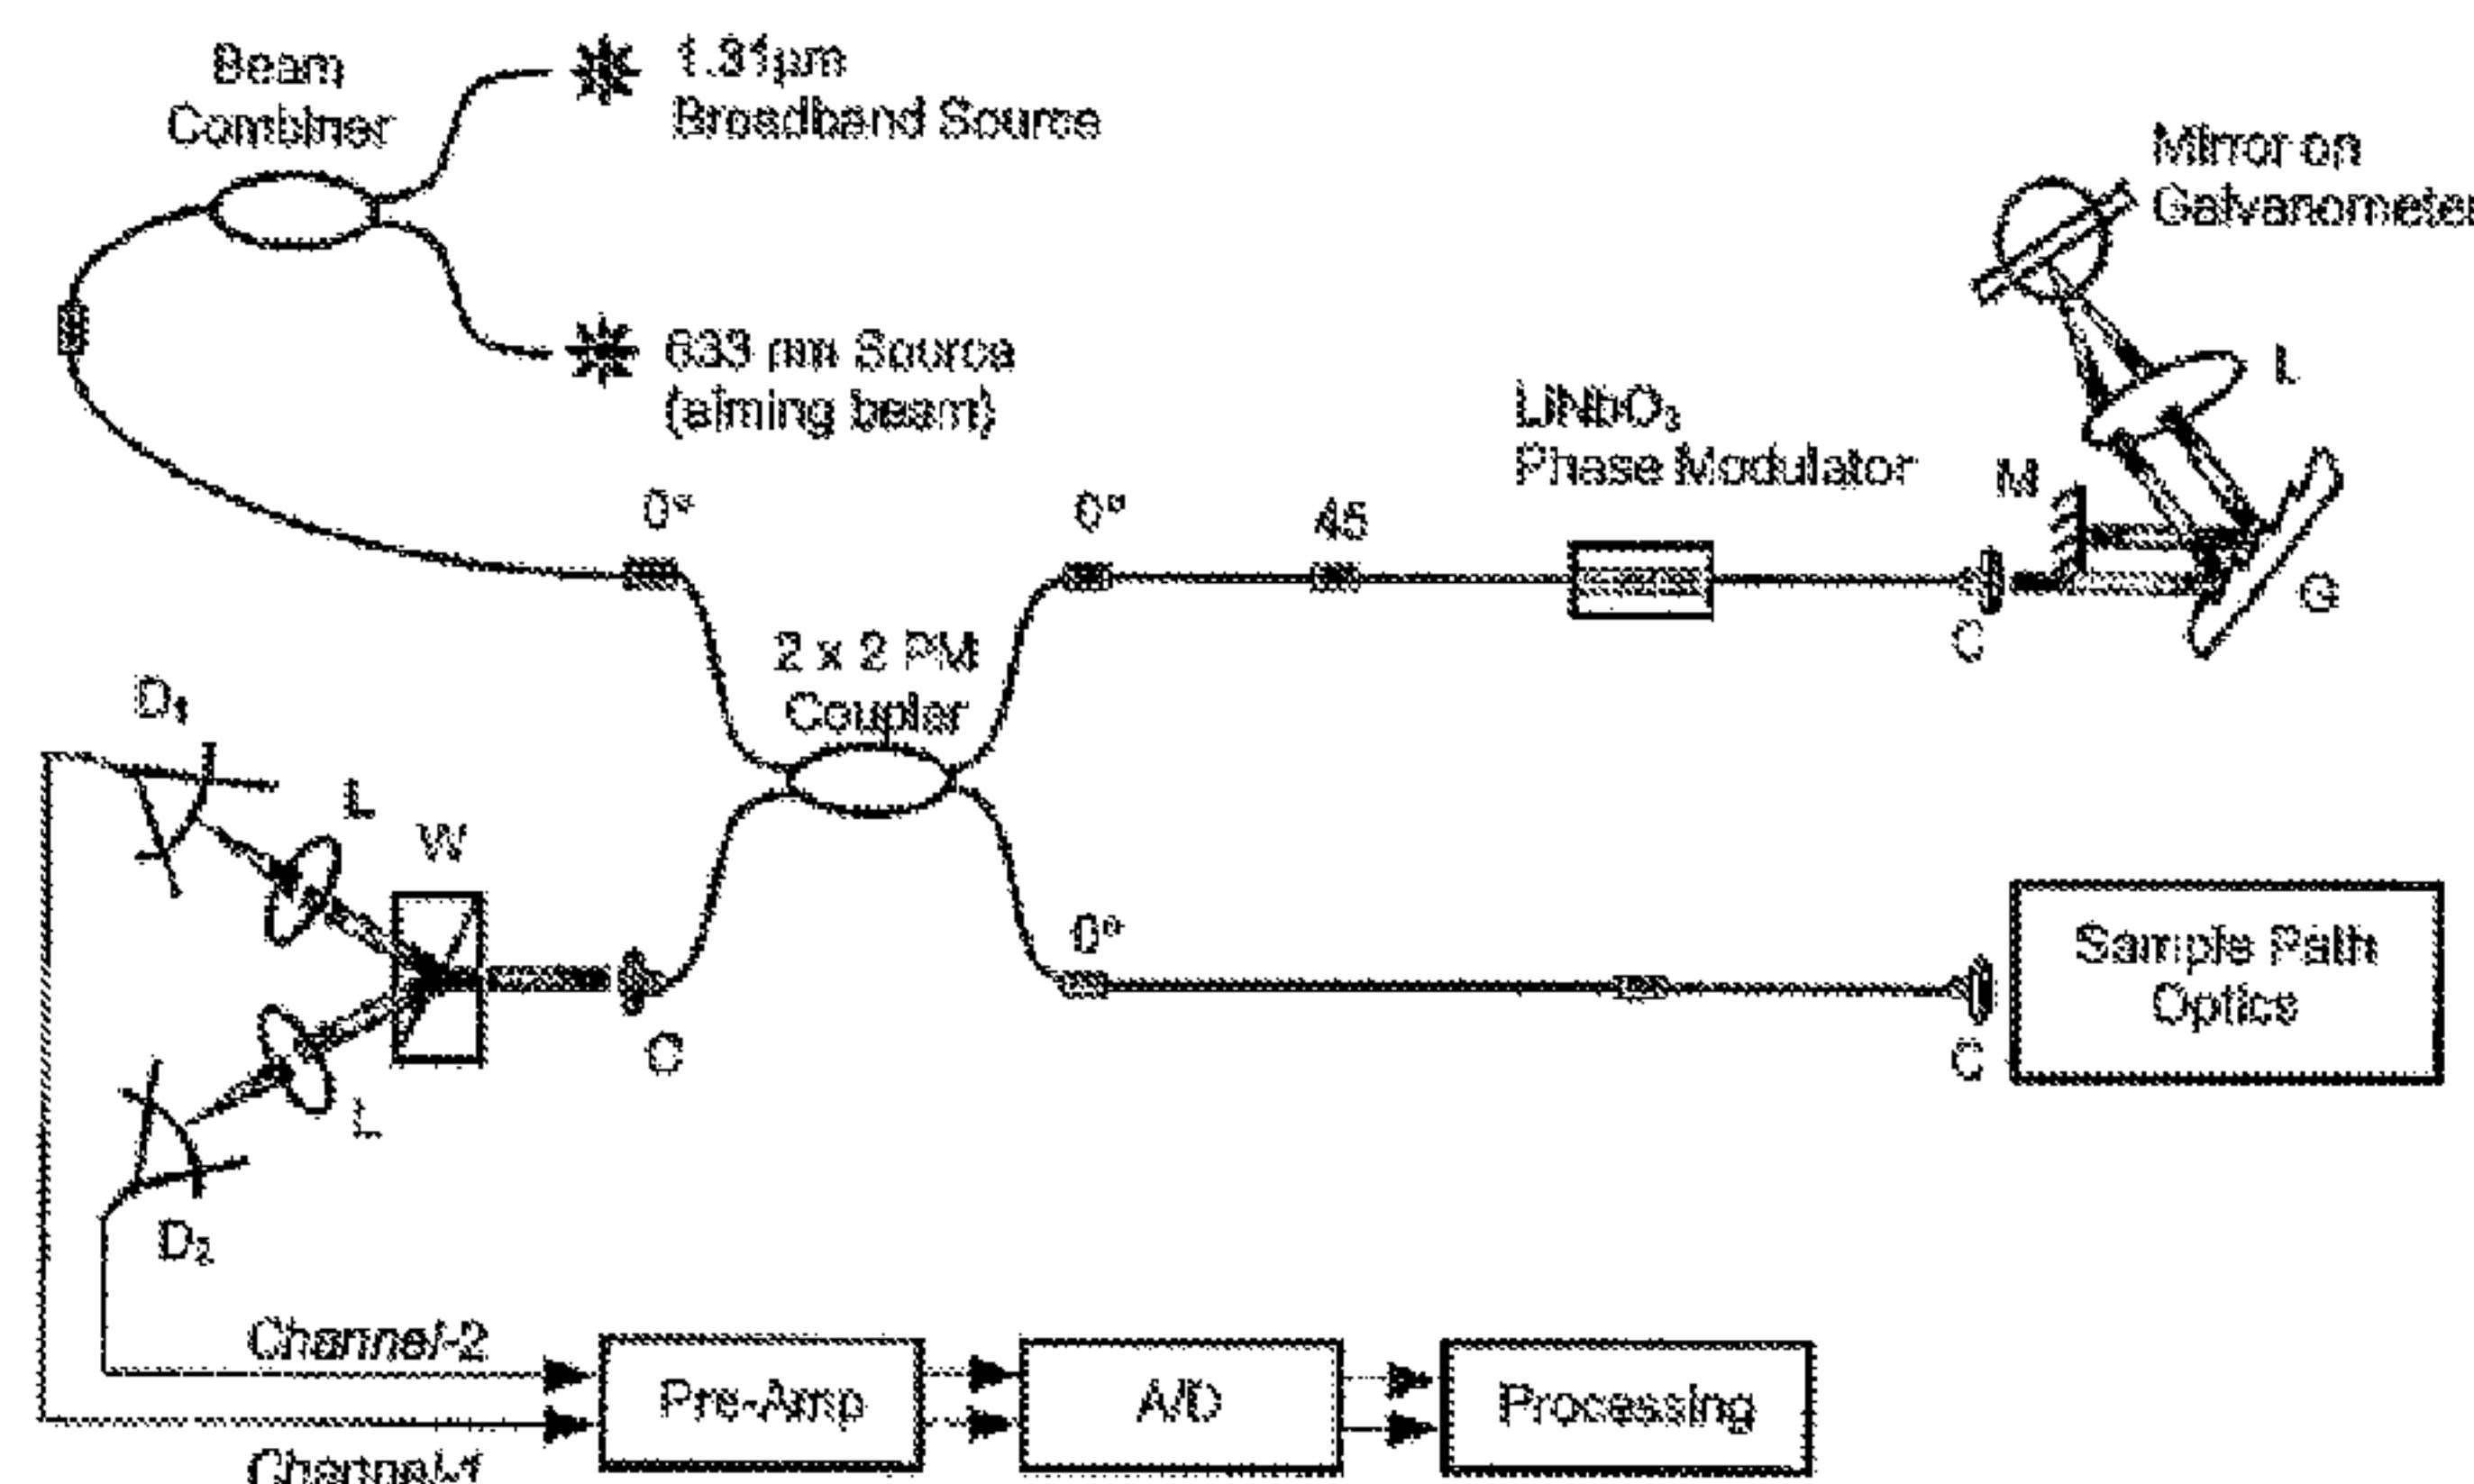 Beam
Combiner
1.31µm
Broadband Source
633 nm Source
(aiming beam)
Mirror on
Galvanometer
L
LiNbO₃
Phase Modulator
M
G
C
0°
0°
45
2 x 2 PM
Coupler
D₁
L
W
C
L
D₂
0°
C
Sample Path
Optics
Channel-2
Channel-1
Pre-Amp
A/D
Processing